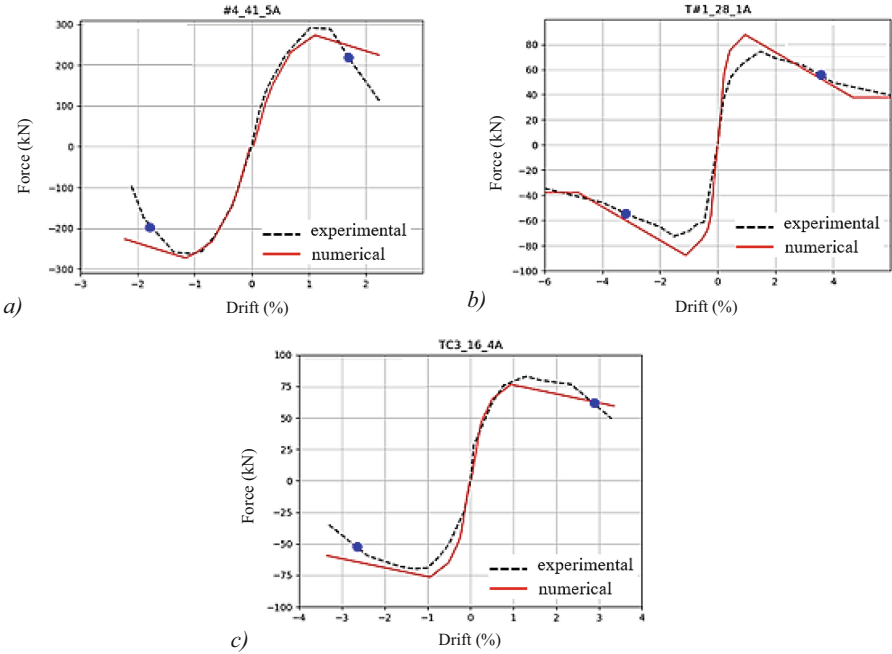 #4_41_5A
300
200
100
0
−100
−200
−300
Force (kN)
experimental
numerical
−3 −2 −1 0 1 2
Drift (%)
a)
T#1_28_1A
80
60
40
20
0
−20
−40
−60
−80
−100
Force (kN)
experimental
numerical
−6 −4 −2 0 2 4
Drift (%)
b)
TC3_16_4A
100
75
50
25
0
−25
−50
−75
−100
Force (kN)
experimental
numerical
−4 −3 −2 −1 0 1 2 3 4
Drift (%)
c)